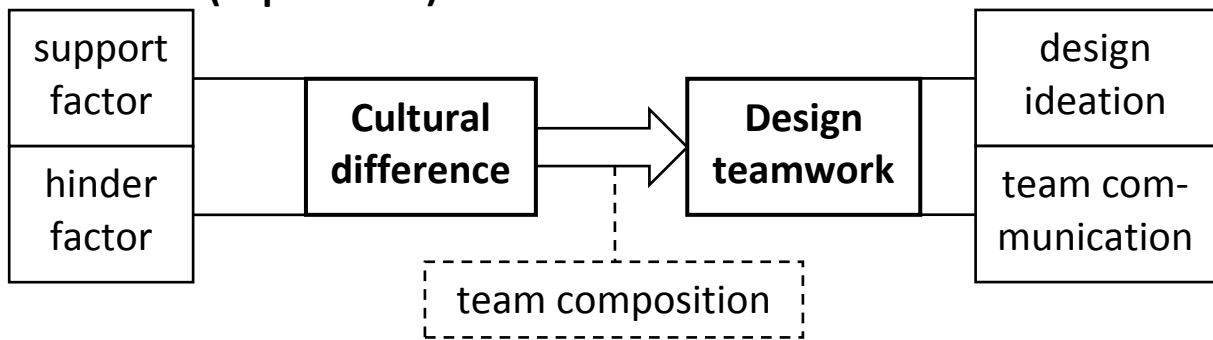 support
factor
hinder
factor
Cultural
difference
Design
teamwork
design
ideation
team com-
munication
team composition